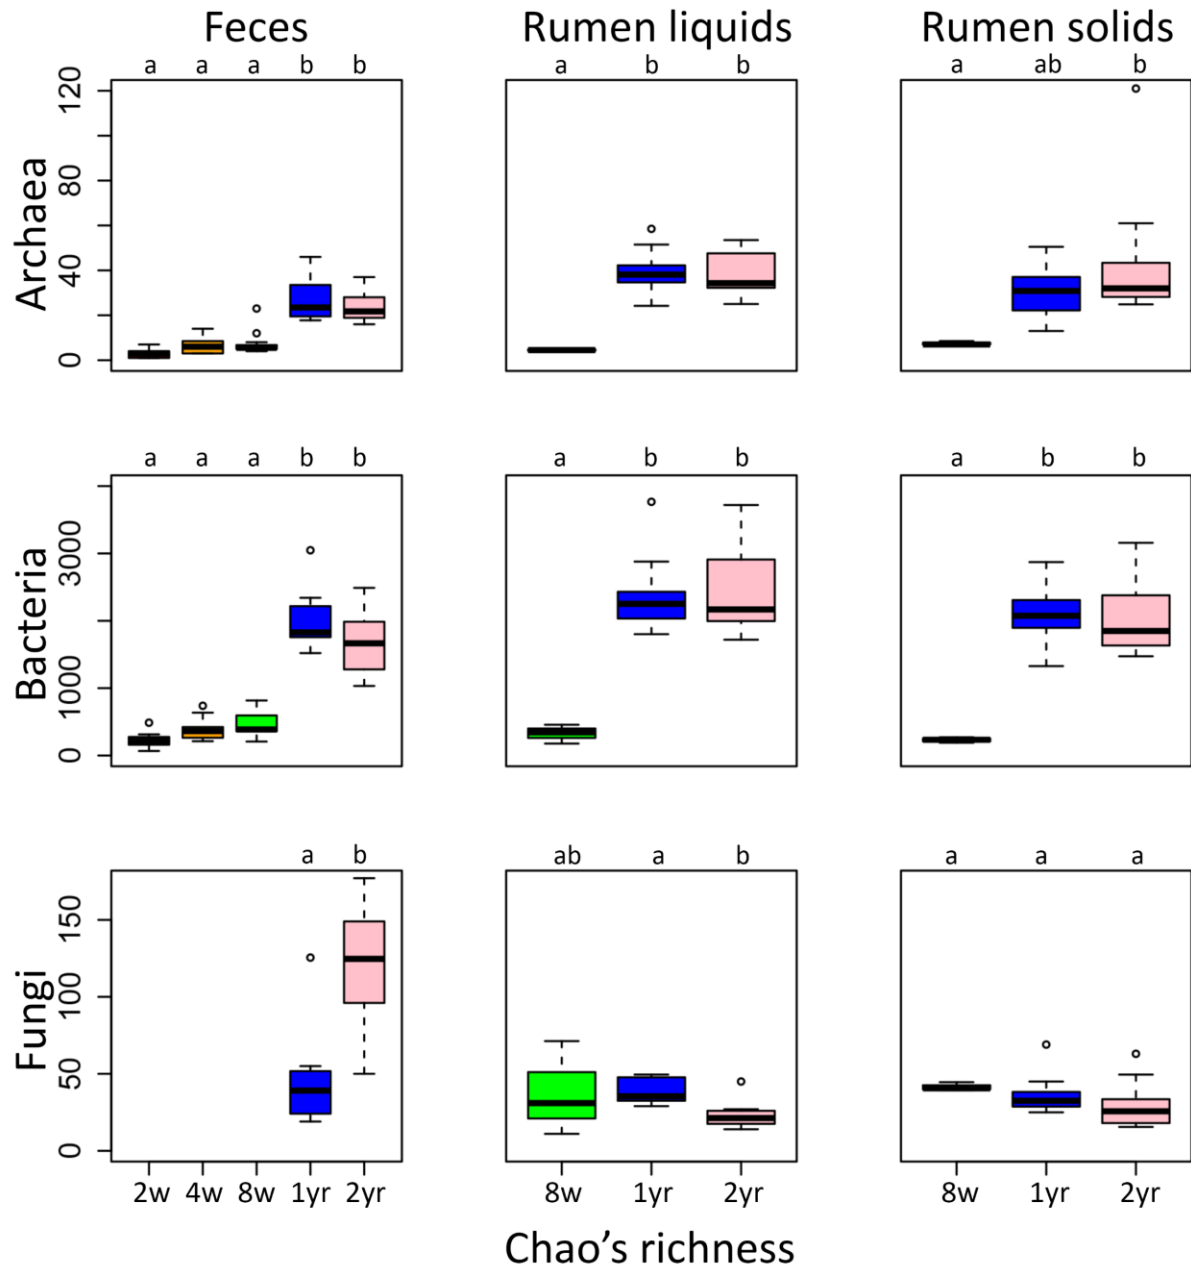 Feces Rumen liquids Rumen solids
a a a b b a b b a ab b
Archaea
120
80
40
0
a a a b b a b b a b b
Bacteria
3000
1000
0
a b ab a b a a a
Fungi
150
100
50
0
2w 4w 8w 1yr 2yr 8w 1yr 2yr 8w 1yr 2yr
Chao’s richness